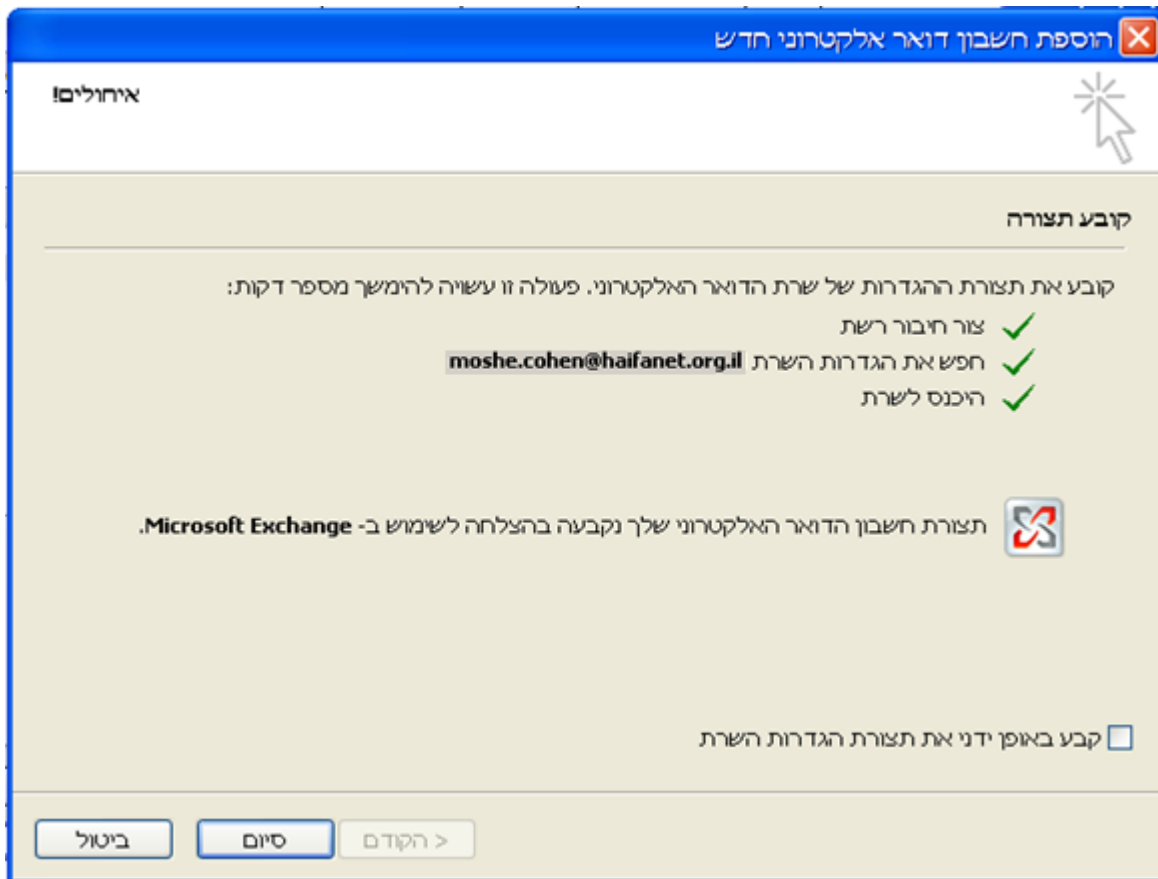 הוספת חשבון דואר אלקטרוני חדש
איחולים!
קובע תצורה
קובע את תצורת ההגדרות של שרת הדואר האלקטרוני. פעולה זו עשויה להימשך מספר דקות:
צור חיבור רשת
חפש את הגדרות השרת moshe.cohen@haifanet.org.il
היכנס לשרת
תצורת חשבון הדואר האלקטרוני שלך נקבעה בהצלחה לשימוש ב- Microsoft Exchange.
קבע באופן ידני את תצורת הגדרות השרת
< הקודם סיום ביטול